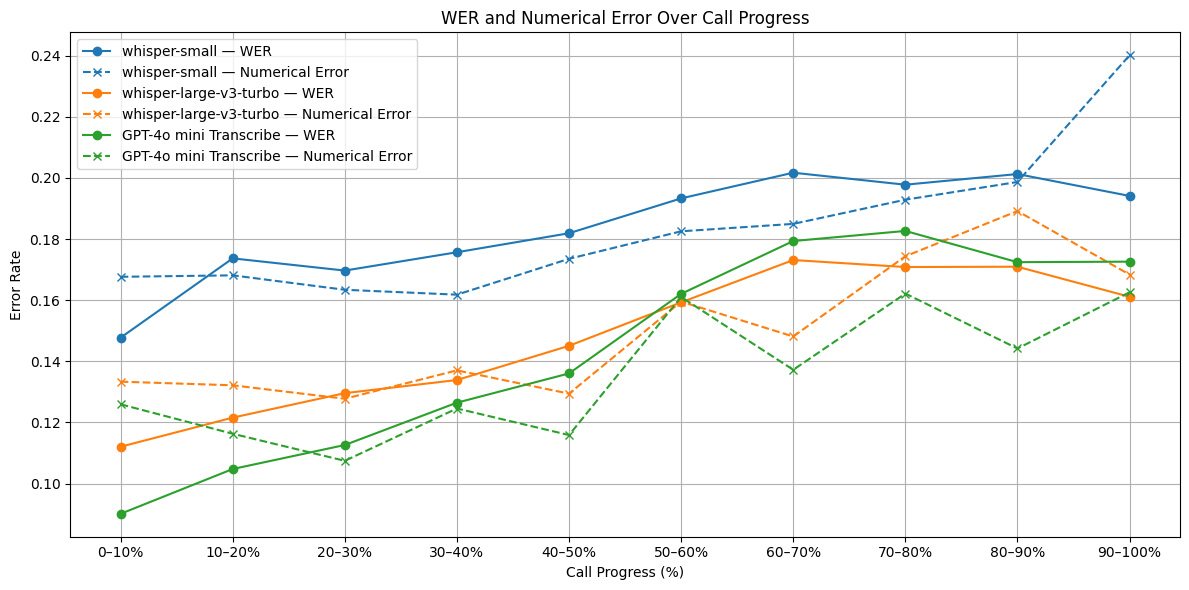 WER and Numerical Error Over Call Progress
whisper-small — WER
whisper-small — Numerical Error
whisper-large-v3-turbo — WER
whisper-large-v3-turbo — Numerical Error
GPT-4o mini Transcribe — WER
GPT-4o mini Transcribe — Numerical Error
Error Rate
0.24
0.22
0.20
0.18
0.16
0.14
0.12
0.10
0–10%
10–20%
20–30%
30–40%
40–50%
50–60%
60–70%
70–80%
80–90%
90–100%
Call Progress (%)